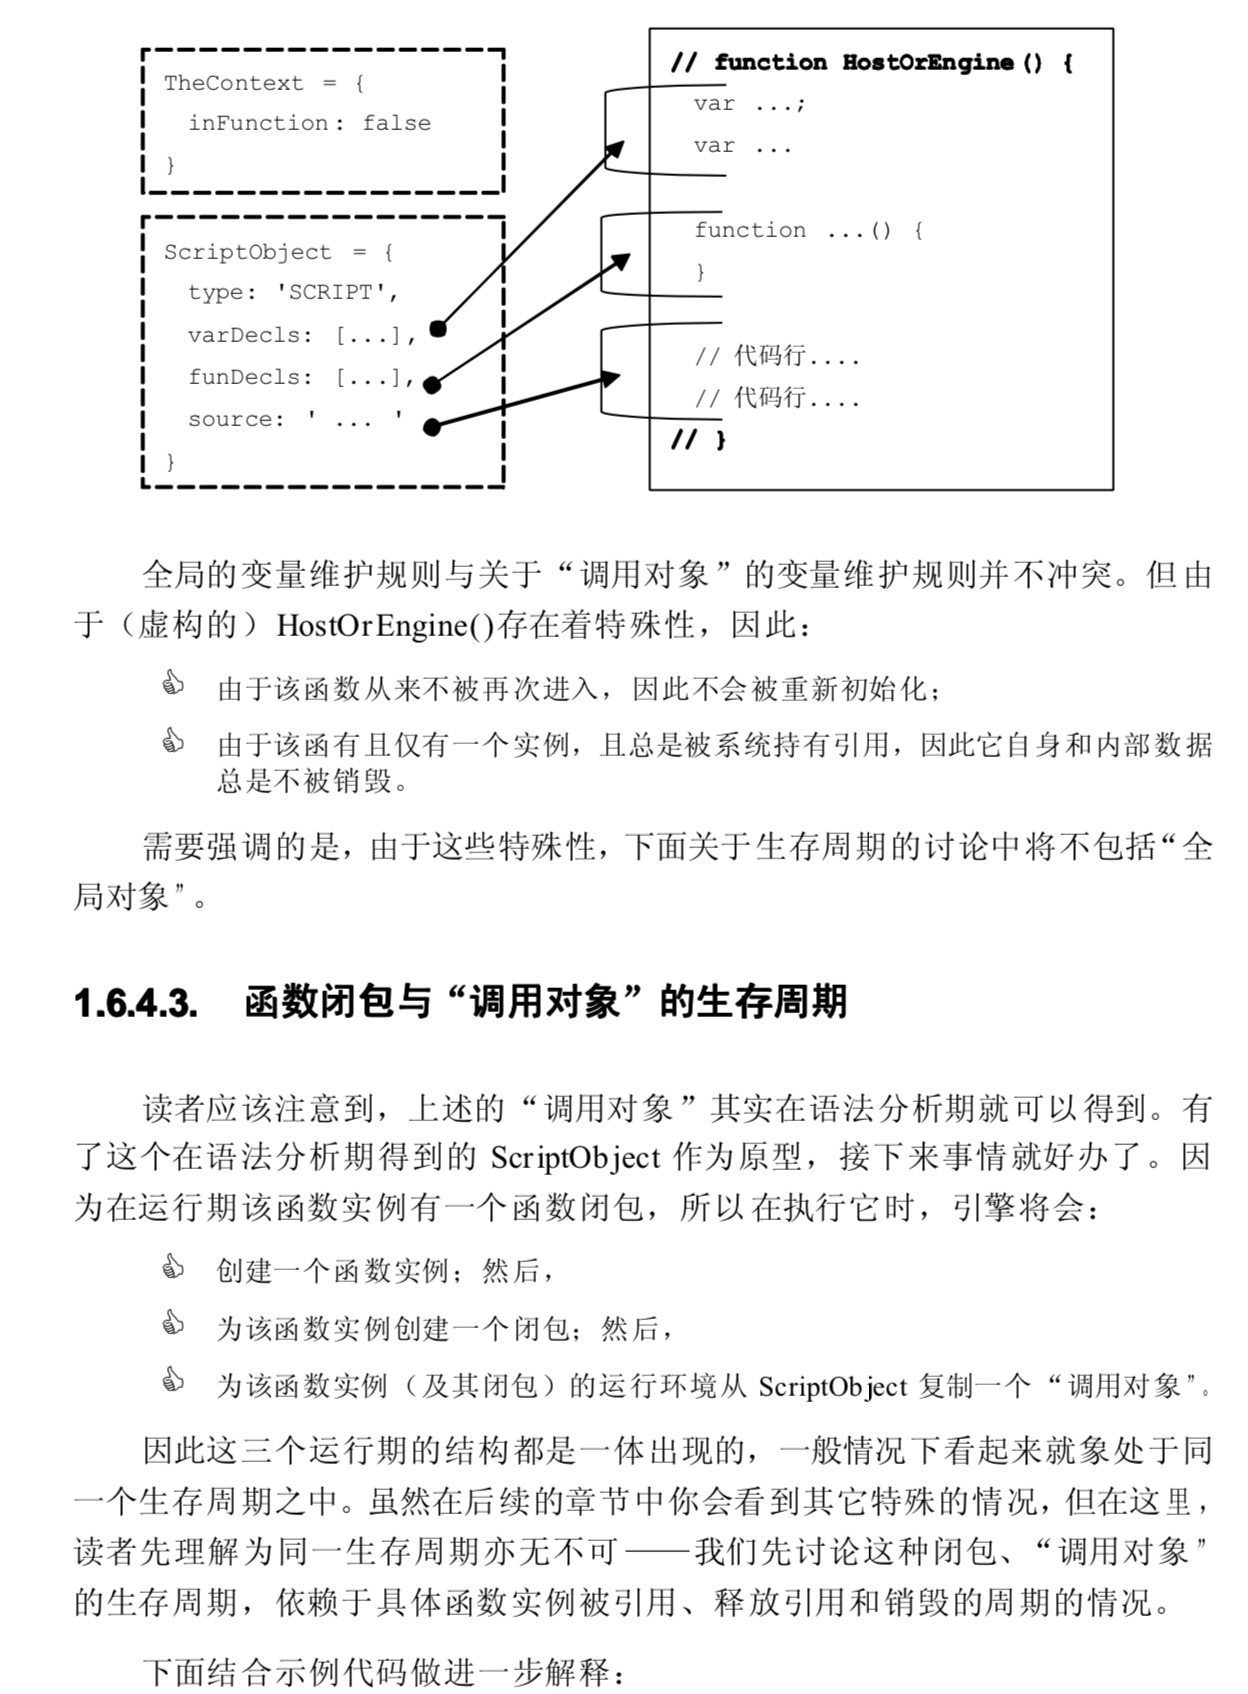 TheContext = {
inFunction: false
}
ScriptObject = {
type: 'SCRIPT',
varDecls: [...],
funDecls: [...],
source: ' ... '
}
// function HostOrEngine() {
var ...;
var ...
function ...() {
}
// 代码行....
// 代码行....
// }
全局的变量维护规则与关于“调用对象”的变量维护规则并不冲突。但由
于（虚构的）HostOrEngine()存在着特殊性，因此：
由于该函数从来不被再次进入，因此不会被重新初始化；
由于该函有且仅有一个实例，且总是被系统持有引用，因此它自身和内部数据
总是不被销毁。
需要强调的是，由于这些特殊性，下面关于生存周期的讨论中将不包括“全
局对象”。
1.6.4.3. 函数闭包与“调用对象”的生存周期
读者应该注意到，上述的“调用对象”其实在语法分析期就可以得到。有
了这个在语法分析期得到的 ScriptObject 作为原型，接下来事情就好办了。因
为在运行期该函数实例有一个函数闭包，所以在执行它时，引擎将会：
创建一个函数实例；然后，
为该函数实例创建一个闭包；然后，
为该函数实例（及其闭包）的运行环境从 ScriptObject 复制一个“调用对象”。
因此这三个运行期的结构都是一体出现的，一般情况下看起来就象处于同
一个生存周期之中。虽然在后续的章节中你会看到其它特殊的情况，但在这里，
读者先理解为同一生存周期亦无不可——我们先讨论这种闭包、“调用对象”
的生存周期，依赖于具体函数实例被引用、释放引用和销毁的周期的情况。
下面结合示例代码做进一步解释：